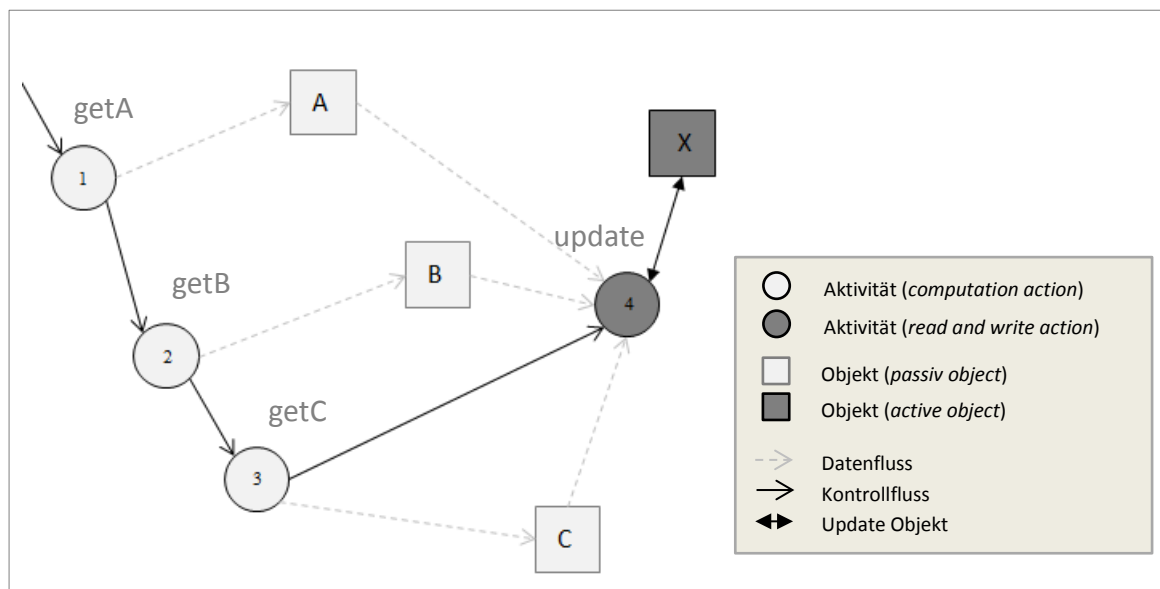 getA
A
1
X
update
getB
B
4
2
getC
3
C
Aktivität (computation action)
Aktivität (read and write action)
Objekt (passiv object)
Objekt (active object)
Datenfluss
Kontrollfluss
Update Objekt